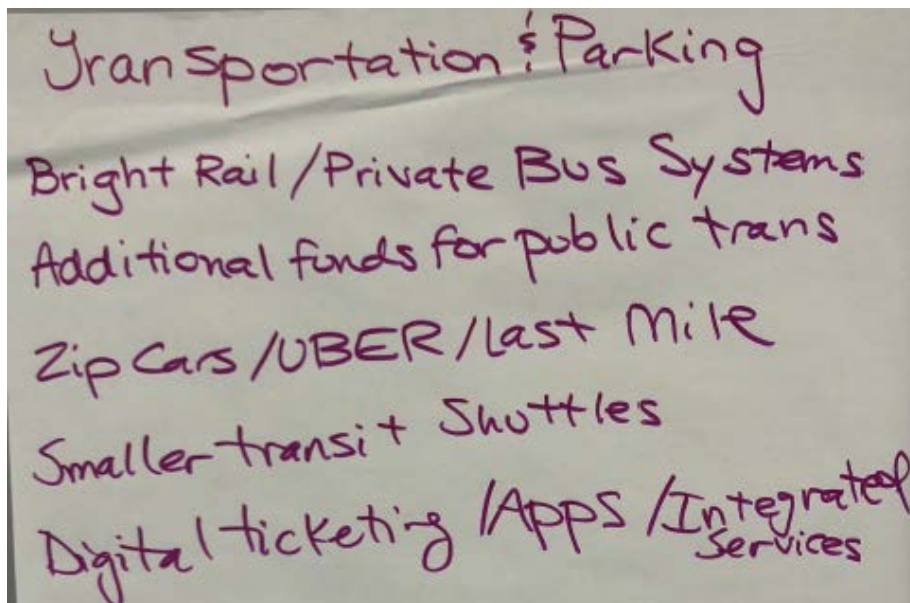 Transportation & Parking
Bright Rail/Private Bus Systems
Additional funds for public trans
Zip Cars/UBER/last Mile
Smaller transit Shuttles
Digital ticketing /Apps /Integrated
Services